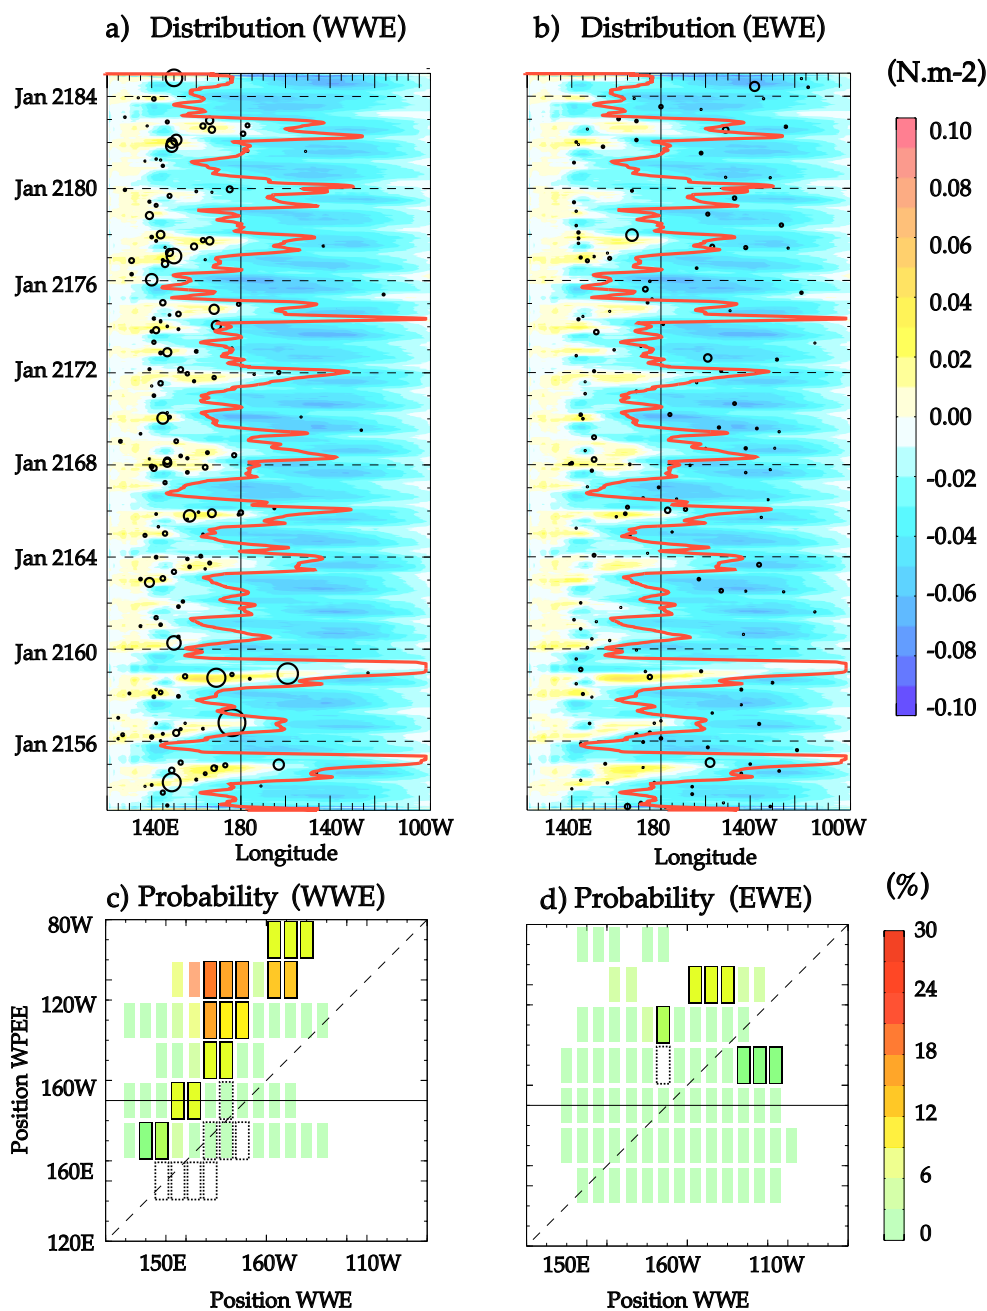 a) Distribution (WWE)
b) Distribution (EWE)
(N.m-2)
Jan 2184
Jan 2180
Jan 2176
Jan 2172
Jan 2168
Jan 2164
Jan 2160
Jan 2156
0.10
0.08
0.06
0.04
0.02
0.00
-0.02
-0.04
-0.06
-0.08
-0.10
140E 180 140W 100W
Longitude
140E 180 140W 100W
Longitude
c) Probability (WWE)
d) Probability (EWE)
(%)
80W
120W
160W
160E
120E
Position WPEE
30
24
18
12
6
0
150E 160W 110W
Position WWE
150E 160W 110W
Position WWE